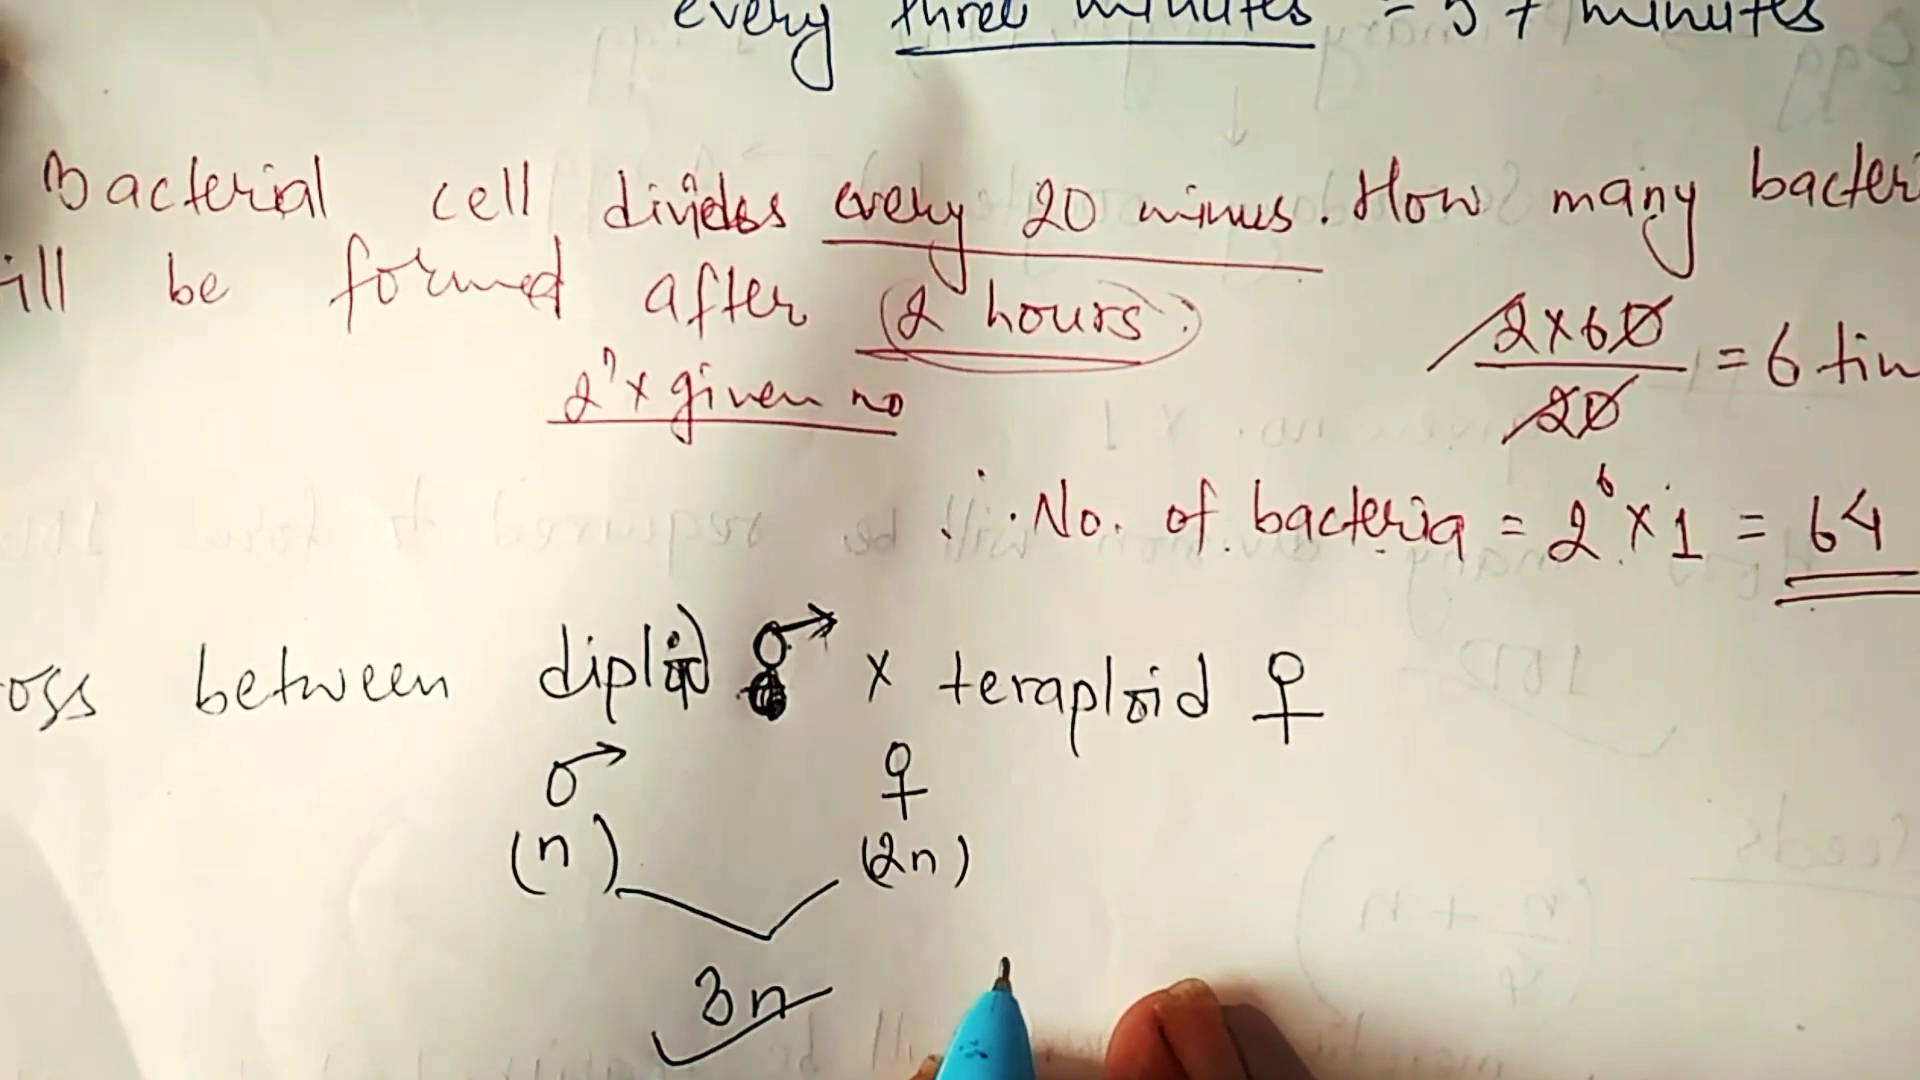 every three minutes = 57 minutes
Bacterial cell divides every 20 minus. How many bacteri
ill be formed after (2 hours)
2ⁿ x given no
2x60 / 20 = 6 tim
∴ No. of bacteria = 2⁶ x 1 = 64
oss between diploid ♂ x teraploid ♀
♂ ♀
(n) (2n)
3n